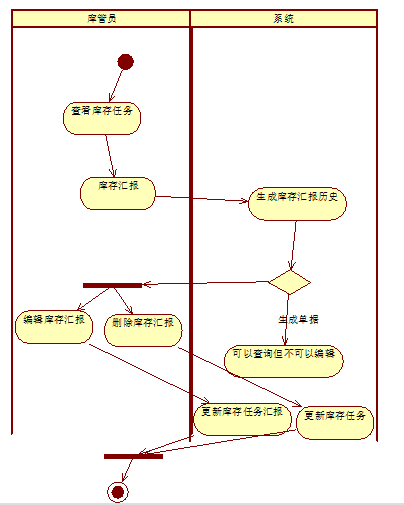 库管员
系统
查看库存任务
库存汇报
生成库存汇报历史
生成单据
编辑库存汇报
删除库存汇报
可以查询但不可以编辑
更新库存任务汇报
更新库存任务